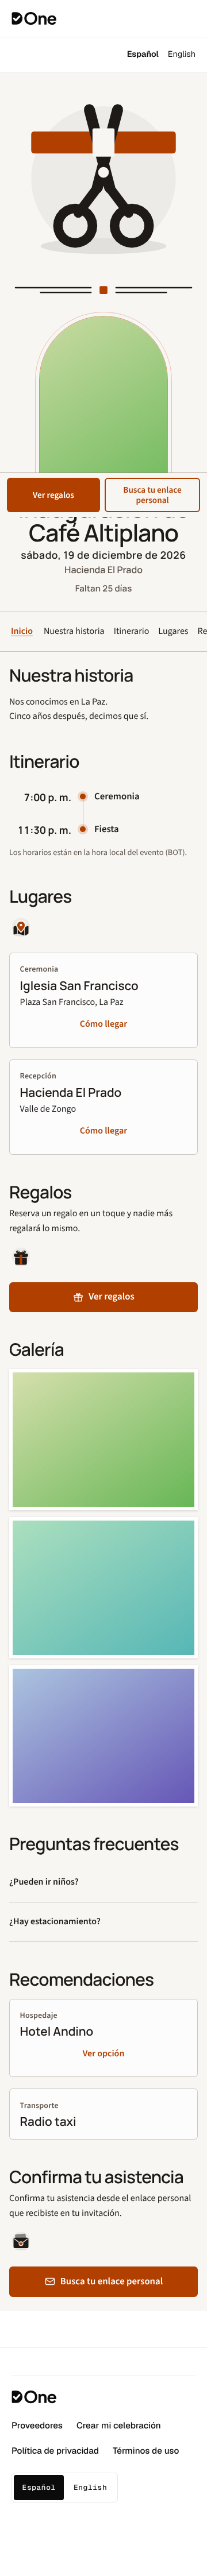 One
Español English
Ver regalos
Busca tu enlace
personal
Inauguración de
Café Altiplano
sábado, 19 de diciembre de 2026
Hacienda El Prado
Faltan 25 días
Inicio Nuestra historia Itinerario Lugares Re
Nuestra historia
Nos conocimos en La Paz.
Cinco años después, decimos que sí.
Itinerario
7:00 p. m. Ceremonia
11:30 p. m. Fiesta
Los horarios están en la hora local del evento (BOT).
Lugares
Ceremonia
Iglesia San Francisco
Plaza San Francisco, La Paz
Cómo llegar
Recepción
Hacienda El Prado
Valle de Zongo
Cómo llegar
Regalos
Reserva un regalo en un toque y nadie más
regalará lo mismo.
Ver regalos
Galería
Preguntas frecuentes
¿Pueden ir niños?
¿Hay estacionamiento?
Recomendaciones
Hospedaje
Hotel Andino
Ver opción
Transporte
Radio taxi
Confirma tu asistencia
Confirma tu asistencia desde el enlace personal
que recibiste en tu invitación.
Busca tu enlace personal
One
Proveedores Crear mi celebración
Política de privacidad Términos de uso
Español English